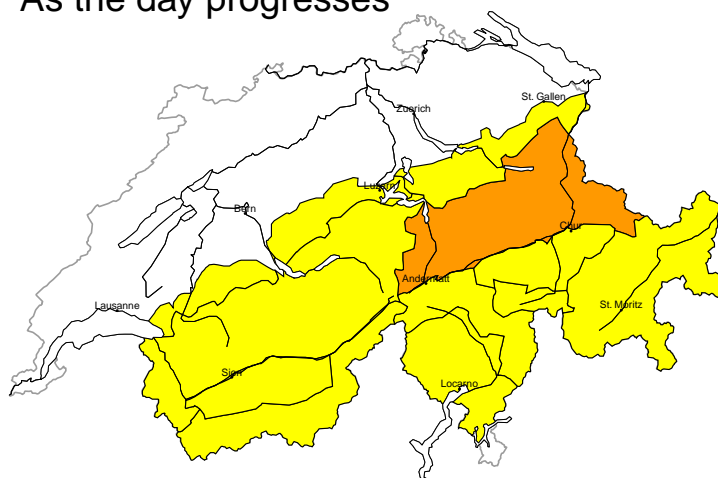 As the day progresses
St. Gallen
Zuerich
Luzern
Bern
Chur
Andermatt
Lausanne
St. Moritz
Sion
Locarno